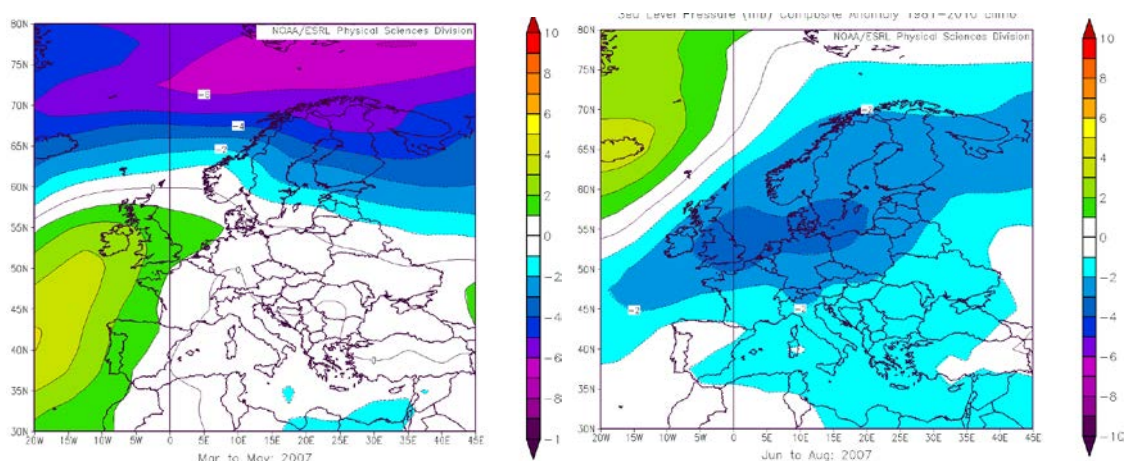 NOAA/ESRL Physical Sciences Division
80N
75N
70N
65N
60N
55N
50N
45N
40N
35N
30N
20W 15W 10W 5W 0 5E 10E 15E 20E 25E 30E 35E 40E 45E
-6
-4
-2
0
0
0
10
8
6
4
2
0
-2
-4
-6
-8
-1
Mar to May: 2007
Sea Level Pressure (mb) Composite Anomaly 1981-2010 climo
NOAA/ESRL Physical Sciences Division
80N
75N
70N
65N
60N
55N
50N
45N
40N
35N
30N
20W 15W 10W 5W 0 5E 10E 15E 20E 25E 30E 35E 40E 45E
-2
-2
-2
10
8
6
4
2
0
-2
-4
-6
-8
-10
Jun to Aug: 2007